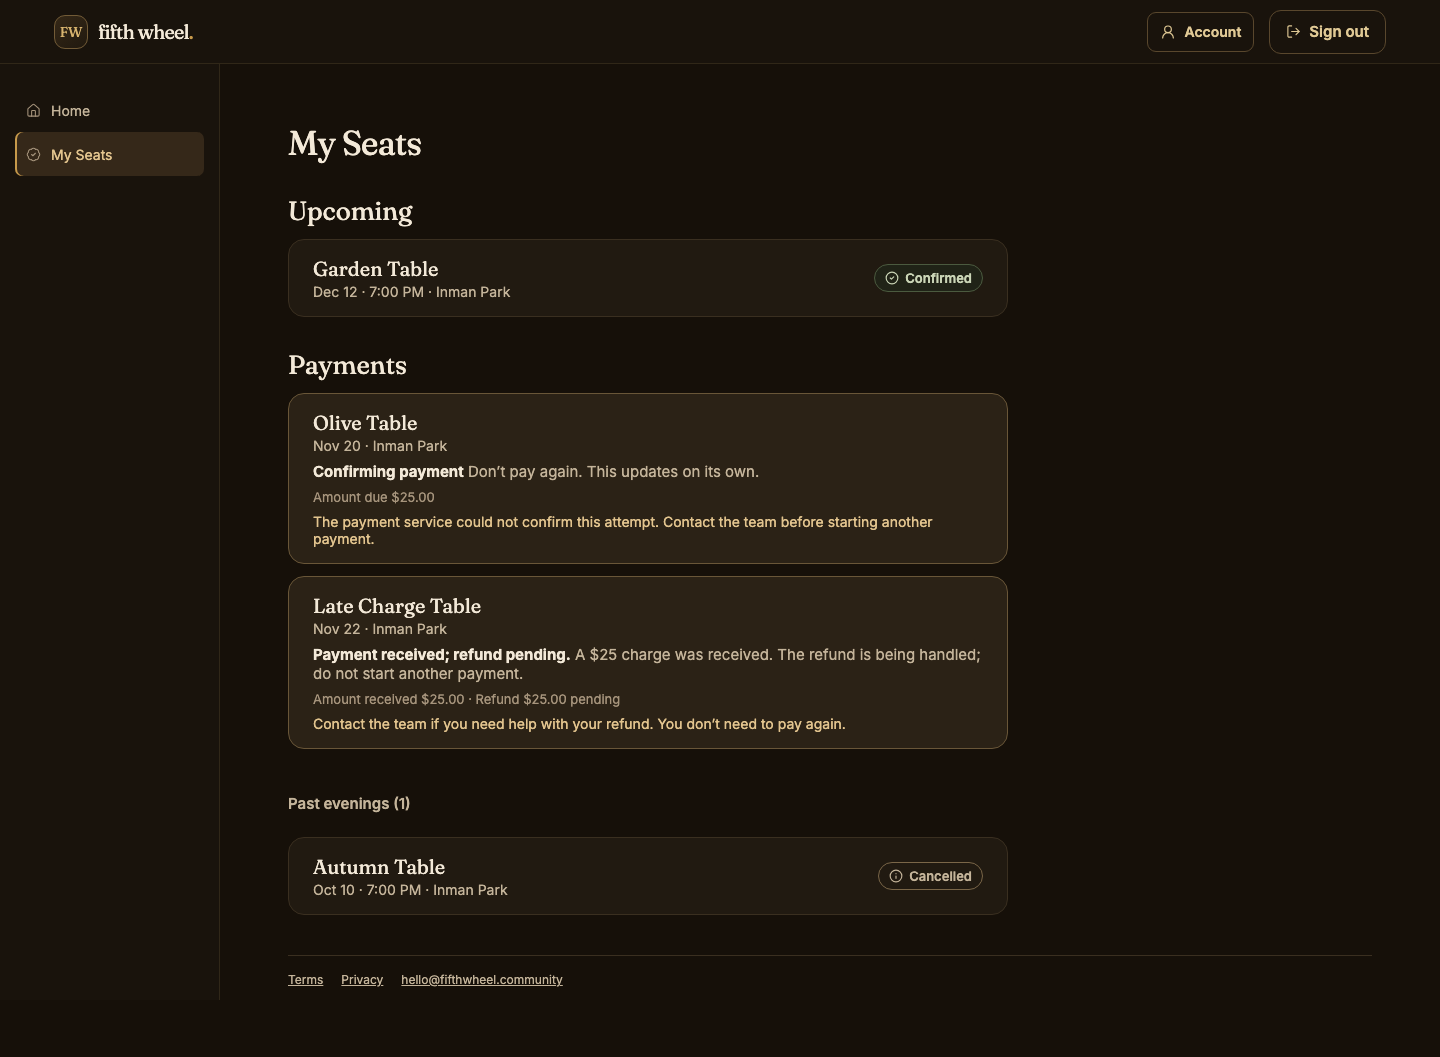 FW fifth wheel.
Account
Sign out
Home
My Seats
My Seats
Upcoming
Garden Table
Dec 12 · 7:00 PM · Inman Park
Confirmed
Payments
Olive Table
Nov 20 · Inman Park
Confirming payment Don’t pay again. This updates on its own.
Amount due $25.00
The payment service could not confirm this attempt. Contact the team before starting another
payment.
Late Charge Table
Nov 22 · Inman Park
Payment received; refund pending. A $25 charge was received. The refund is being handled;
do not start another payment.
Amount received $25.00 · Refund $25.00 pending
Contact the team if you need help with your refund. You don’t need to pay again.
Past evenings (1)
Autumn Table
Oct 10 · 7:00 PM · Inman Park
Cancelled
Terms
Privacy
hello@fifthwheel.community